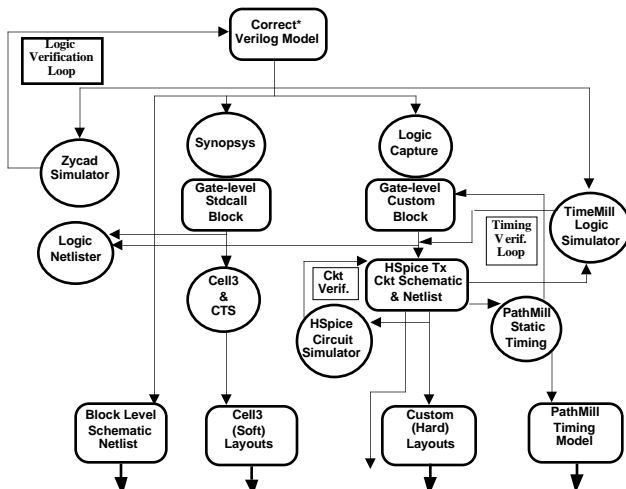 Correct*
Verilog Model
Logic
Verification
Loop
Zycad
Simulator
Synopsys
Logic
Capture
Gate-level
Stdcall
Block
Gate-level
Custom
Block
TimeMill
Logic
Simulator
Logic
Netlister
Timing
Verif.
Loop
Cell3
&
CTS
Ckt
Verif.
HSpice Tx
Ckt Schematic
& Netlist
HSpice
Circuit
Simulator
PathMill
Static
Timing
Block Level
Schematic
Netlist
Cell3
(Soft)
Layouts
Custom
(Hard)
Layouts
PathMill
Timing
Model